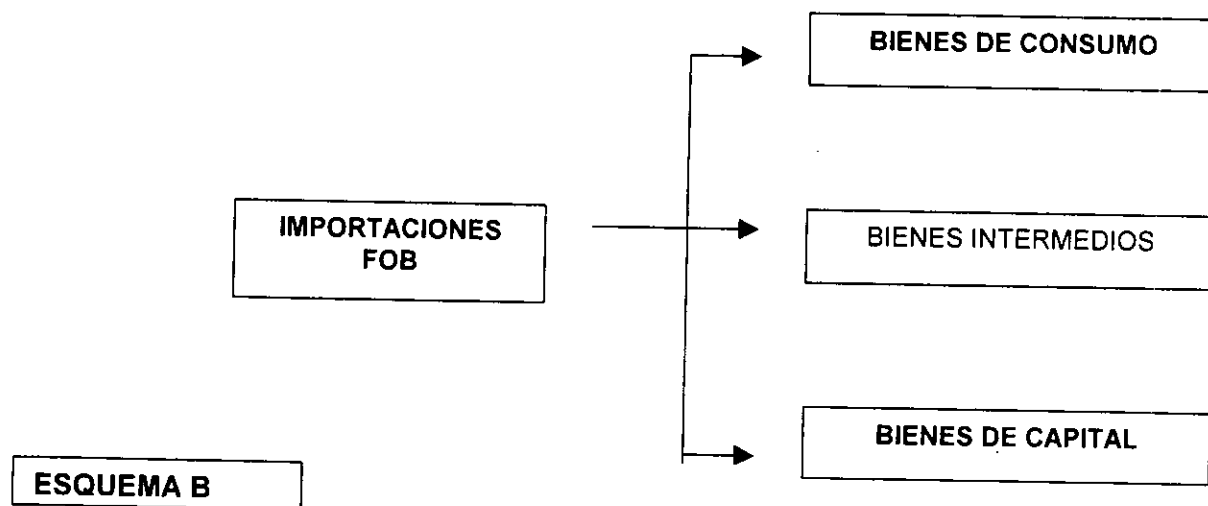 BIENES DE CONSUMO
IMPORTACIONES
FOB
BIENES INTERMEDIOS
BIENES DE CAPITAL
ESQUEMA B